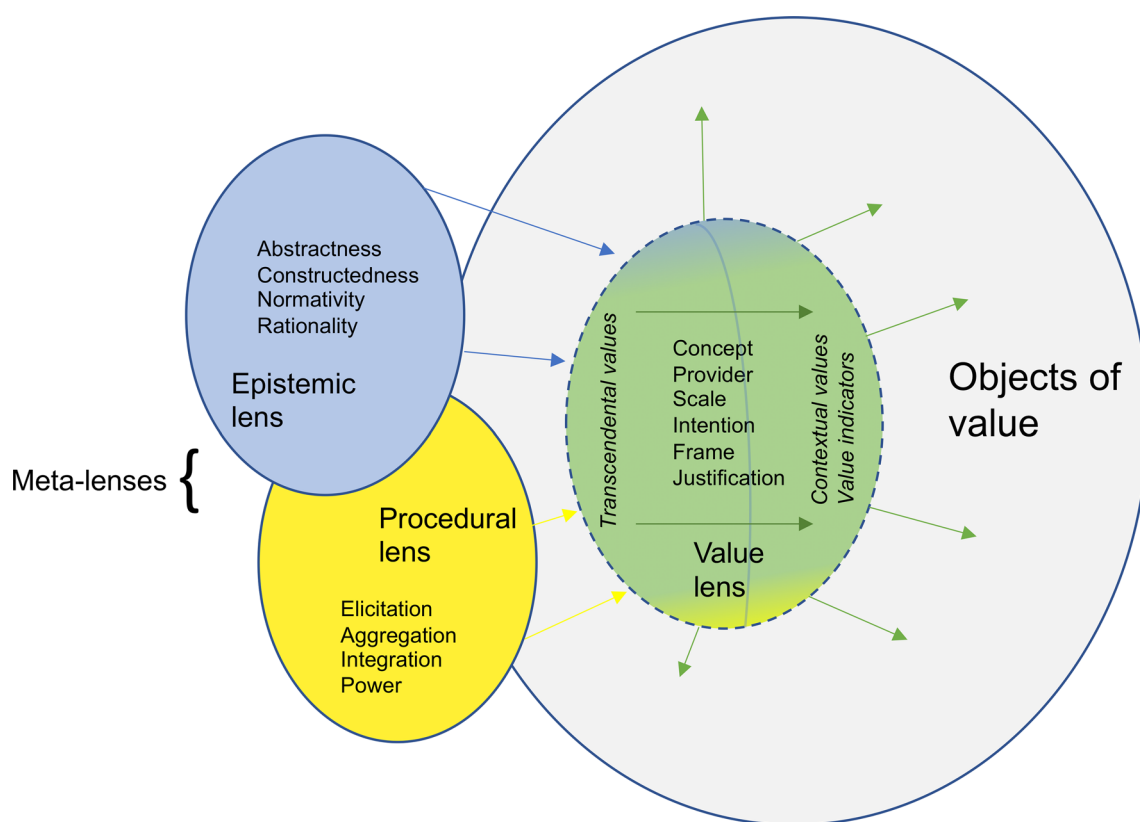 Abstractness
Constructedness
Normativity
Rationality
Epistemic
lens
Meta-lenses {
Procedural
lens
Elicitation
Aggregation
Integration
Power
Transcendental values
Concept
Provider
Scale
Intention
Frame
Justification
Contextual values
Value indicators
Value
lens
Objects of
value